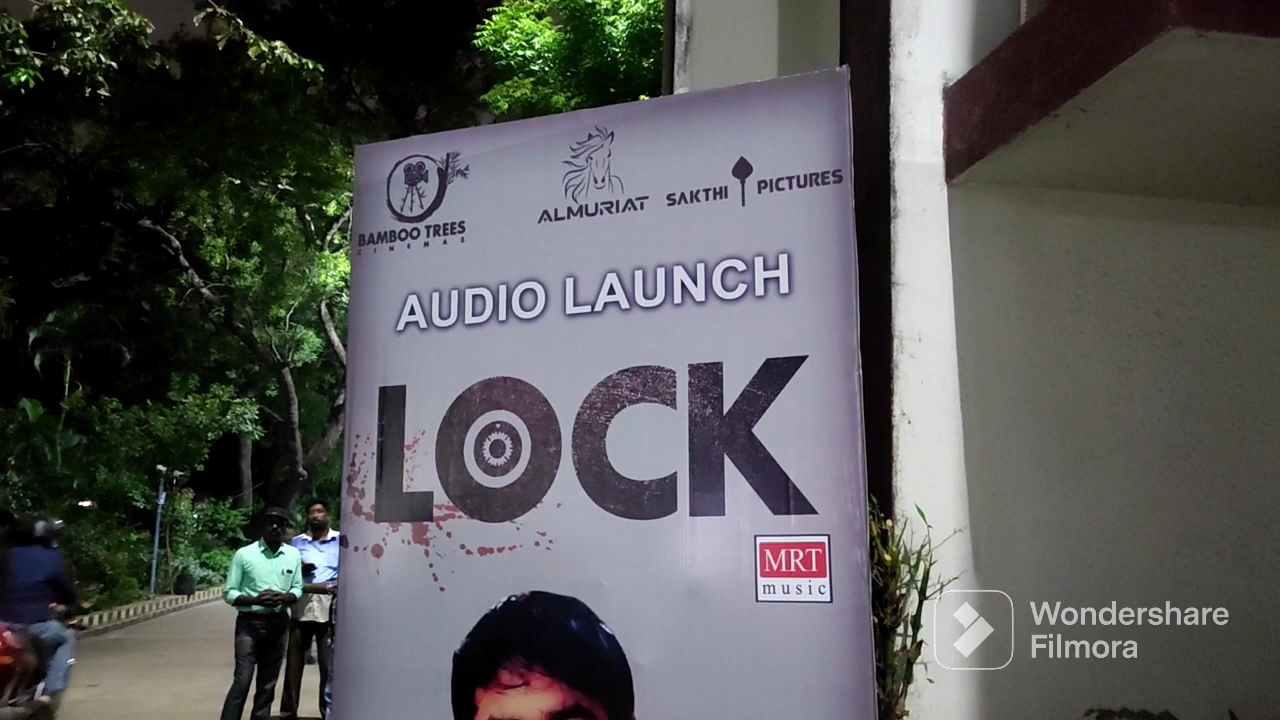 BAMBOO TREES
CINEMAS
ALMURIAT
SAKTHI PICTURES
AUDIO LAUNCH
LOCK
MRT
music
Wondershare
Filmora